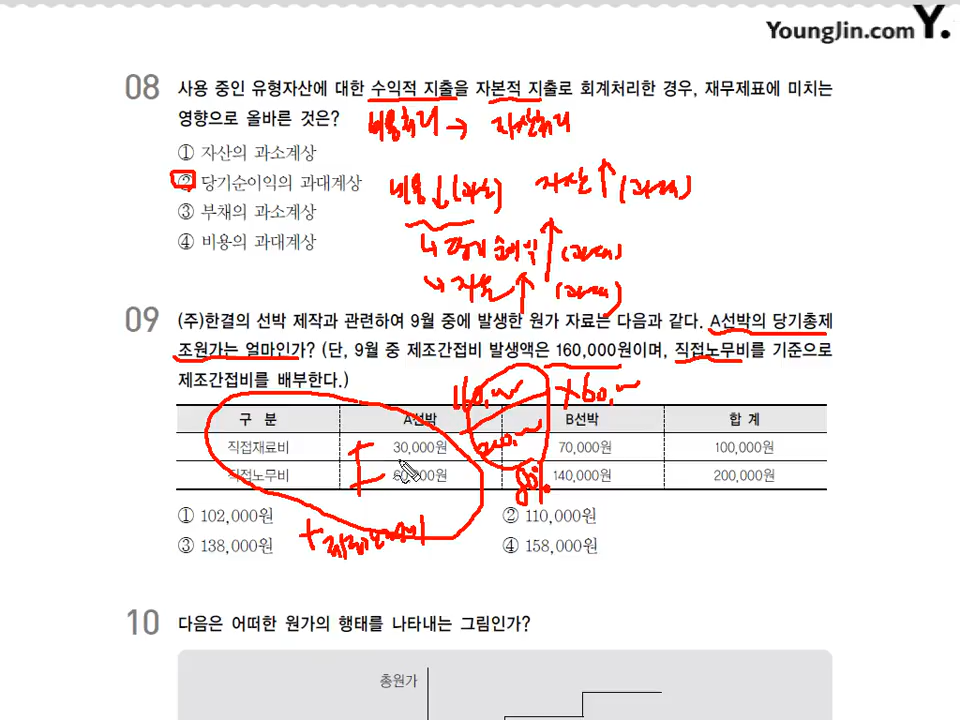 YoungJin.com Y.
08 사용 중인 유형자산에 대한 수익적 지출을 자본적 지출로 회계처리한 경우, 재무제표에 미치는
영향으로 올바른 것은?
비용처리 → 자산처리
① 자산의 과소계상
② 당기순이익의 과대계상
비용↓(과소) 자산↑(과대)
③ 부채의 과소계상
④ 비용의 과대계상
당기순이익↑(과대)
자본↑(과대)
09 (주)한결의 선박 제작과 관련하여 9월 중에 발생한 원가 자료는 다음과 같다. A선박의 당기총제
조원가는 얼마인가? (단, 9월 중 제조간접비 발생액은 160,000원이며, 직접노무비를 기준으로
제조간접비를 배부한다.)
구 분 A선박 B선박 합 계
직접재료비 30,000원 70,000원 100,000원
직접노무비 60,000원 140,000원 200,000원
80%
① 102,000원 ② 110,000원
③ 138,000원 ④ 158,000원
10 다음은 어떠한 원가의 행태를 나타내는 그림인가?
총원가